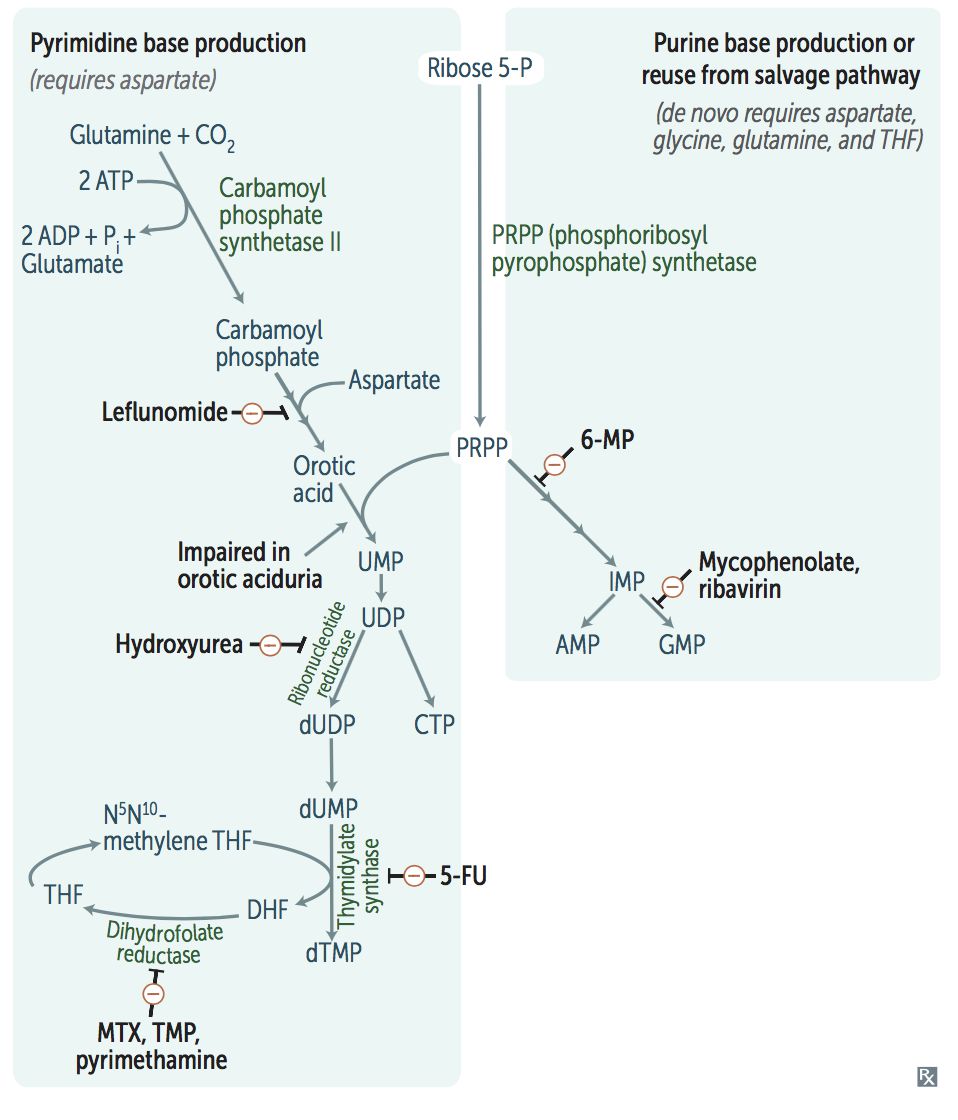 Pyrimidine base production
(requires aspartate)
Ribose 5-P
Purine base production or
reuse from salvage pathway
(de novo requires aspartate,
glycine, glutamine, and THF)
Glutamine + CO₂
2 ATP
2 ADP + Pᵢ +
Glutamate
Carbamoyl
phosphate
synthetase II
PRPP (phosphoribosyl
pyrophosphate) synthetase
Carbamoyl
phosphate
Aspartate
Leflunomide
Orotic
acid
PRPP
6-MP
Impaired in
orotic aciduria
UMP
IMP
Mycophenolate,
ribavirin
AMP
GMP
UDP
Hydroxyurea
Ribonucleotide
reductase
dUDP
CTP
dUMP
N⁵N¹⁰-
methylene THF
Thymidylate
synthase
5-FU
THF
DHF
Dihydrofolate
reductase
dTMP
MTX, TMP,
pyrimethamine
Rx